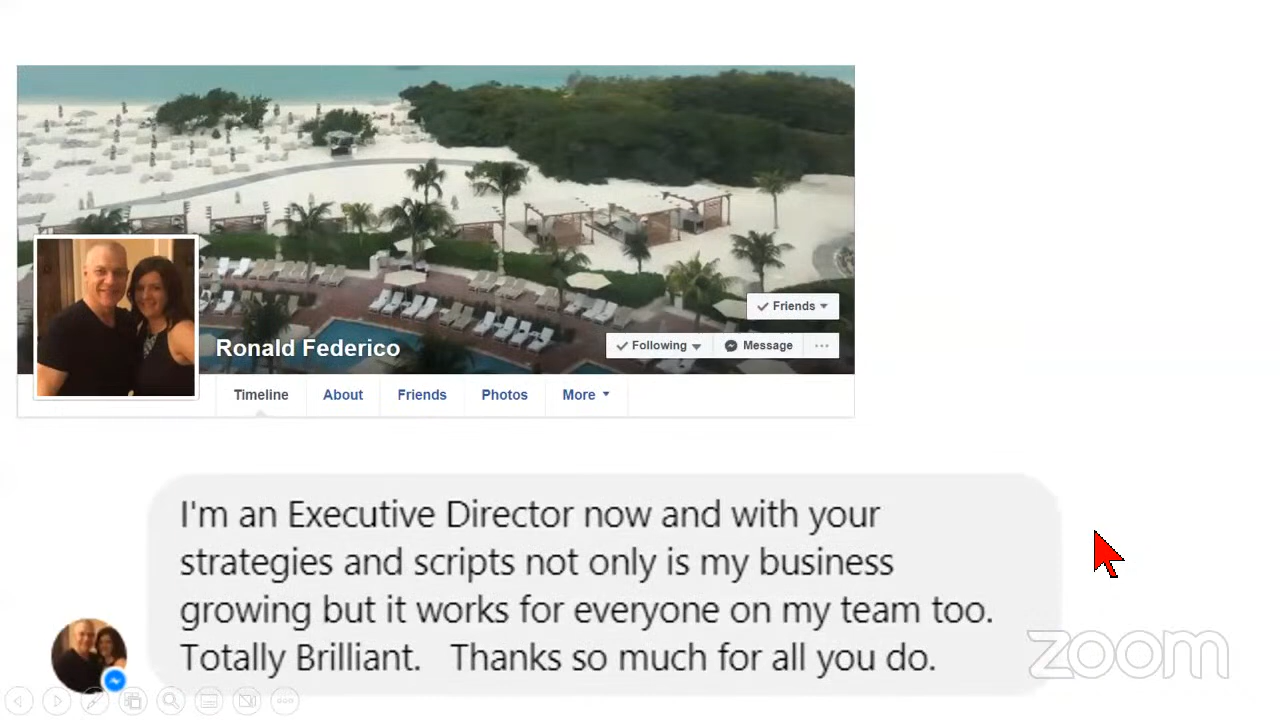 Friends
Following
Message
Ronald Federico
Timeline
About
Friends
Photos
More
I'm an Executive Director now and with your
strategies and scripts not only is my business
growing but it works for everyone on my team too.
Totally Brilliant. Thanks so much for all you do.
zoom